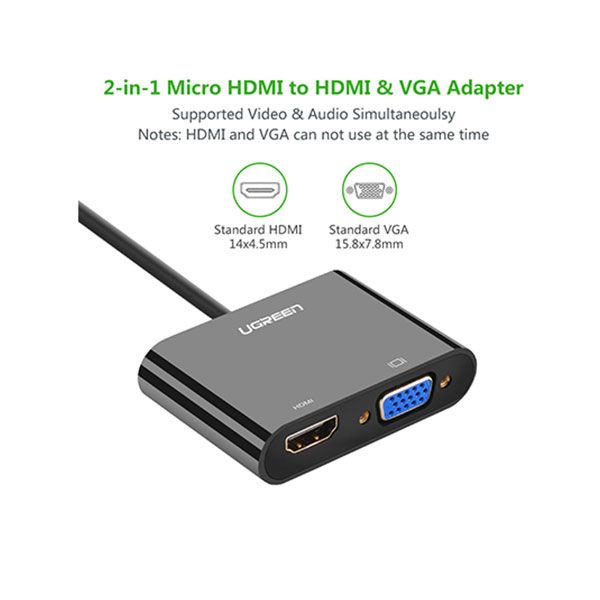 2-in-1 Micro HDMI to HDMI & VGA Adapter
Supported Video & Audio Simultaneoulsy
Notes: HDMI and VGA can not use at the same time
Standard HDMI
14x4.5mm
Standard VGA
15.8x7.8mm
UGREEN
HDMI